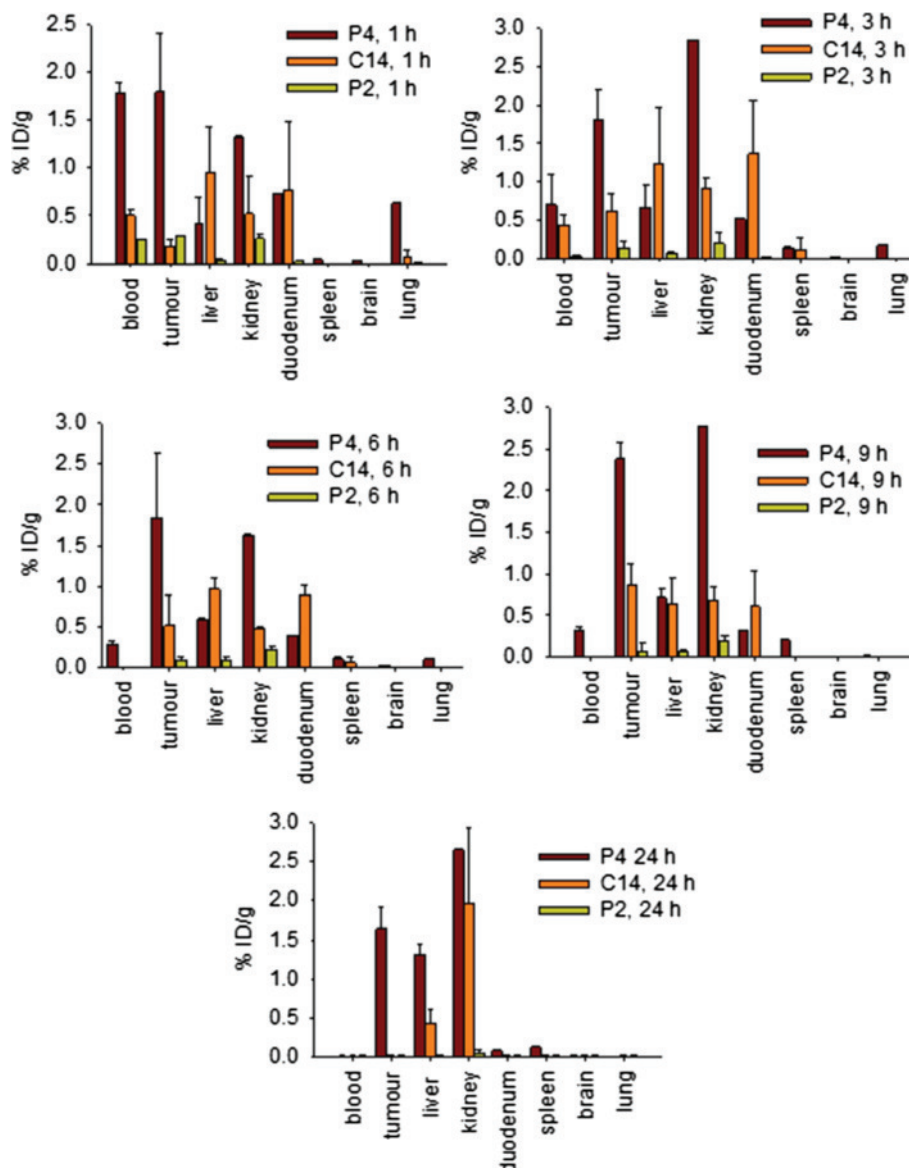 2.5
2.0
1.5
1.0
0.5
0.0
% ID/g
P4, 1 h
C14, 1 h
P2, 1 h
blood
tumour
liver
kidney
duodenum
spleen
brain
lung
3.0
2.5
2.0
1.5
1.0
0.5
0.0
% ID/g
P4, 3 h
C14, 3 h
P2, 3 h
blood
tumour
liver
kidney
duodenum
spleen
brain
lung
3.0
2.5
2.0
1.5
1.0
0.5
0.0
% ID/g
P4, 6 h
C14, 6 h
P2, 6 h
blood
tumour
liver
kidney
duodenum
spleen
brain
lung
3.0
2.5
2.0
1.5
1.0
0.5
0.0
% ID/g
P4, 9 h
C14, 9 h
P2, 9 h
blood
tumour
liver
kidney
duodenum
spleen
brain
lung
3.0
2.5
2.0
1.5
1.0
0.5
0.0
% ID/g
P4 24 h
C14, 24 h
P2, 24 h
blood
tumour
liver
kidney
duodenum
spleen
brain
lung